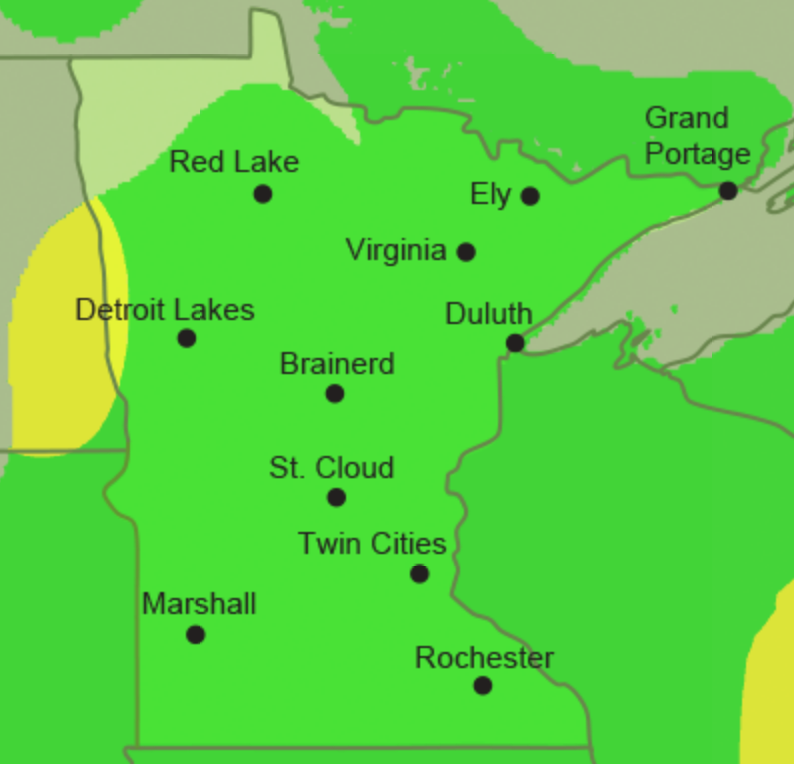 Grand
Portage
Red Lake
Ely
Virginia
Detroit Lakes
Duluth
Brainerd
St. Cloud
Twin Cities
Marshall
Rochester